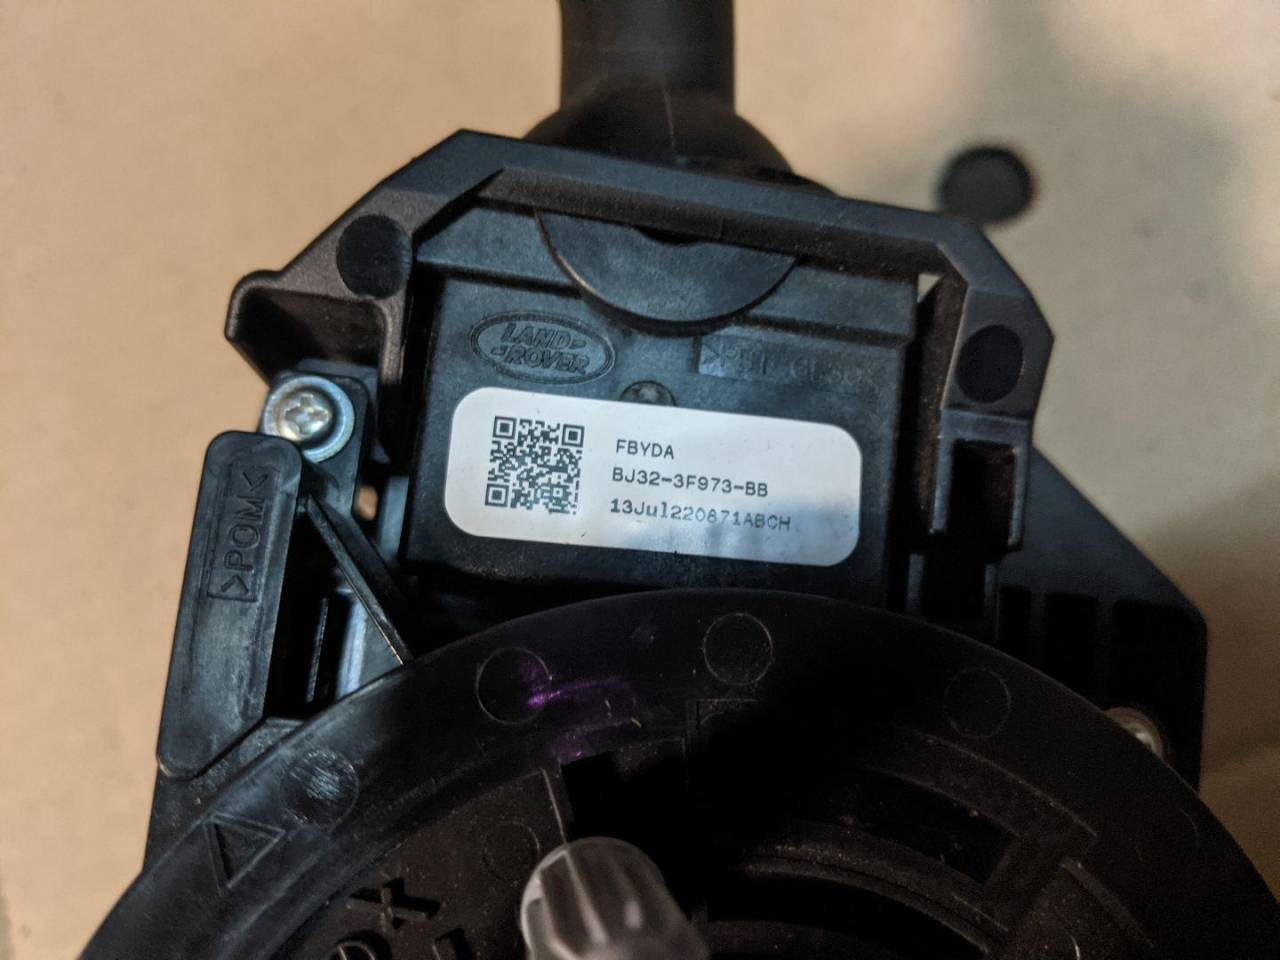 LAND-
-ROVER
FBYDA
BJ32-3F973-BB
13Jul220871ABCH
>POM<